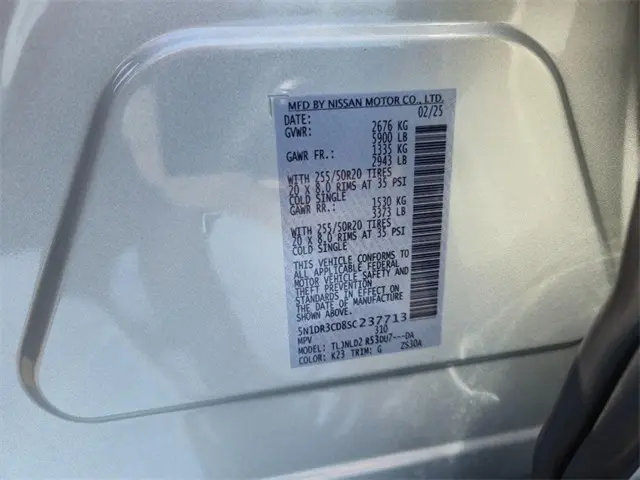 MFD BY NISSAN MOTOR CO., LTD.
DATE: 02/25
GVWR: 2676 KG
5900 LB
GAWR FR.: 1335 KG
2943 LB
WITH 255/50R20 TIRES
20 X 8.0 RIMS AT 35 PSI
COLD SINGLE
GAWR RR.: 1530 KG
3373 LB
WITH 255/50R20 TIRES
20 X 8.0 RIMS AT 35 PSI
COLD SINGLE
THIS VEHICLE CONFORMS TO
ALL APPLICABLE FEDERAL
MOTOR VEHICLE SAFETY AND
THEFT PREVENTION
STANDARDS IN EFFECT ON
THE DATE OF MANUFACTURE
SHOWN ABOVE.
5N1DR3CD8SC237713
MPV 310
MODEL: TLJNLD2 R53DU7---DA
COLOR: K23 TRIM: G ZS30A